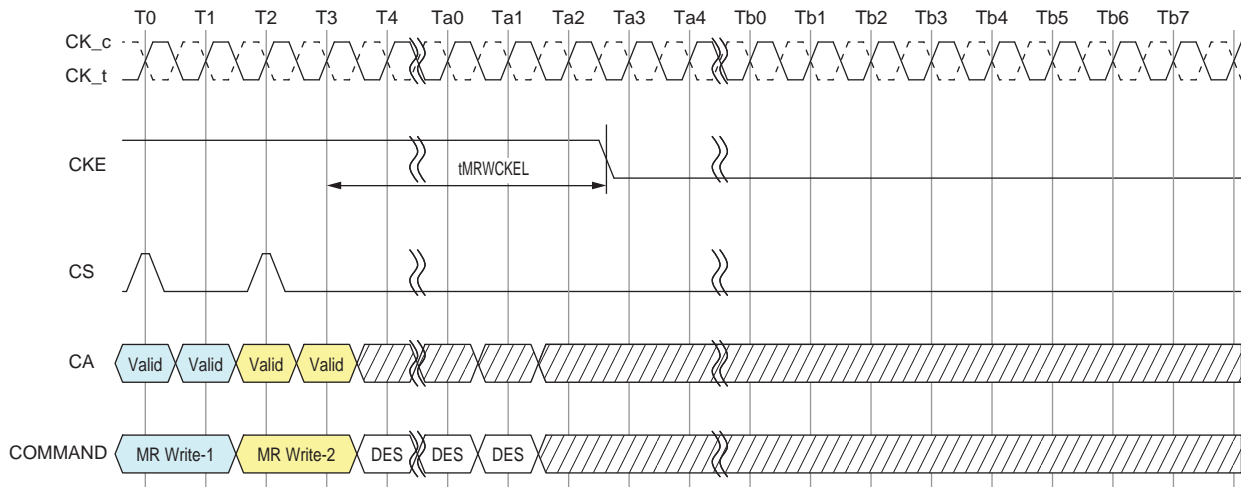 T0 T1 T2 T3 T4 Ta0 Ta1 Ta2 Ta3 Ta4 Tb0 Tb1 Tb2 Tb3 Tb4 Tb5 Tb6 Tb7
CK_c
CK_t
CKE
tMRWCKEL
CS
CA Valid Valid Valid Valid
COMMAND MR Write-1 MR Write-2 DES DES DES